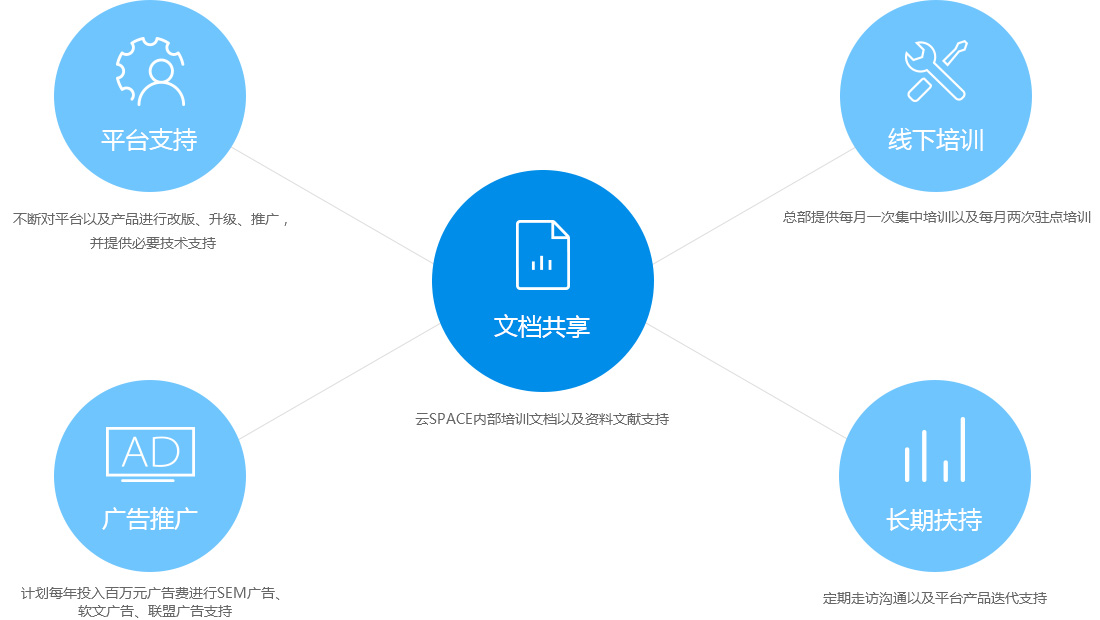 平台支持
不断对平台以及产品进行改版、升级、推广，
并提供必要技术支持
线下培训
总部提供每月一次集中培训以及每月两次驻点培训
文档共享
云SPACE内部培训文档以及资料文献支持
AD
广告推广
计划每年投入百万元广告费进行SEM广告、
软文广告、联盟广告支持
长期扶持
定期走访沟通以及平台产品迭代支持